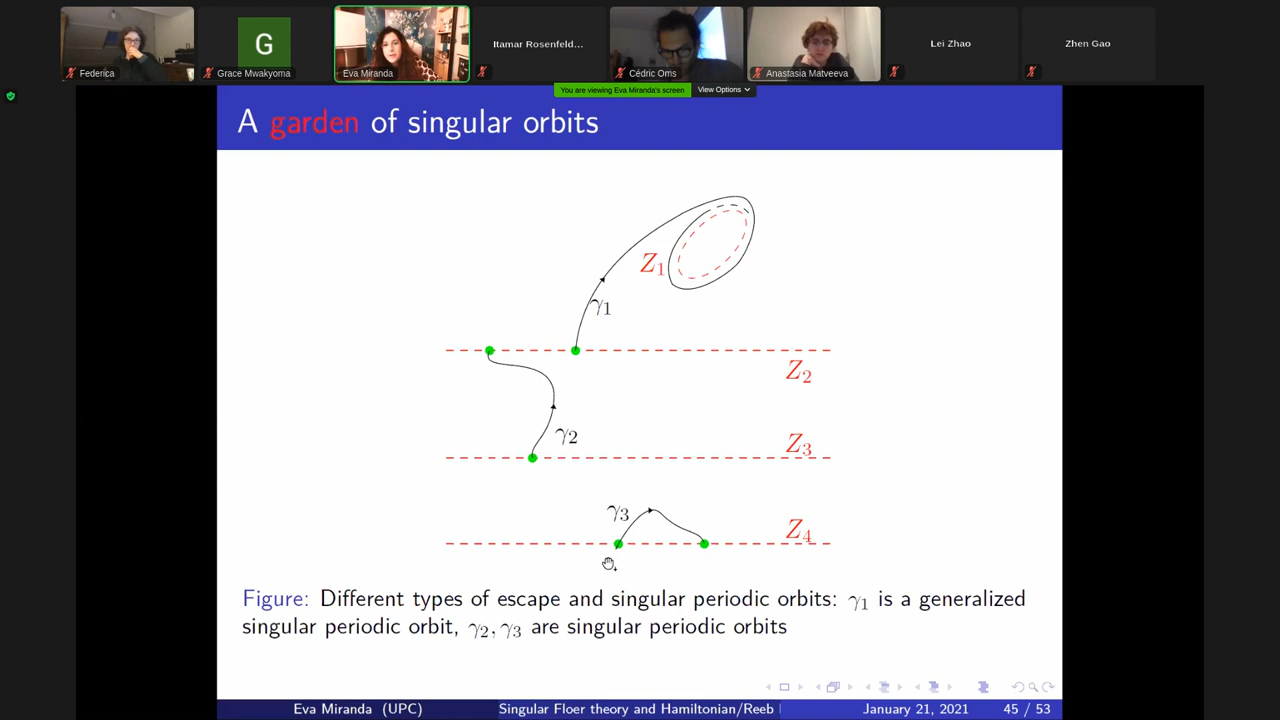 Itamar Rosenfeld...
Lei Zhao
Zhen Gao
G
Federica
Grace Mwakyoma
Eva Miranda
Cédric Oms
Anastasia Matveeva
You are viewing Eva Miranda's screen
View Options
A garden of singular orbits
Z₁
γ₁
Z₂
γ₂
Z₃
γ₃
Z₄
Figure: Different types of escape and singular periodic orbits: γ₁ is a generalized
singular periodic orbit, γ₂, γ₃ are singular periodic orbits
Eva Miranda (UPC)
Singular Floer theory and Hamiltonian/Reeb
January 21, 2021
45 / 53